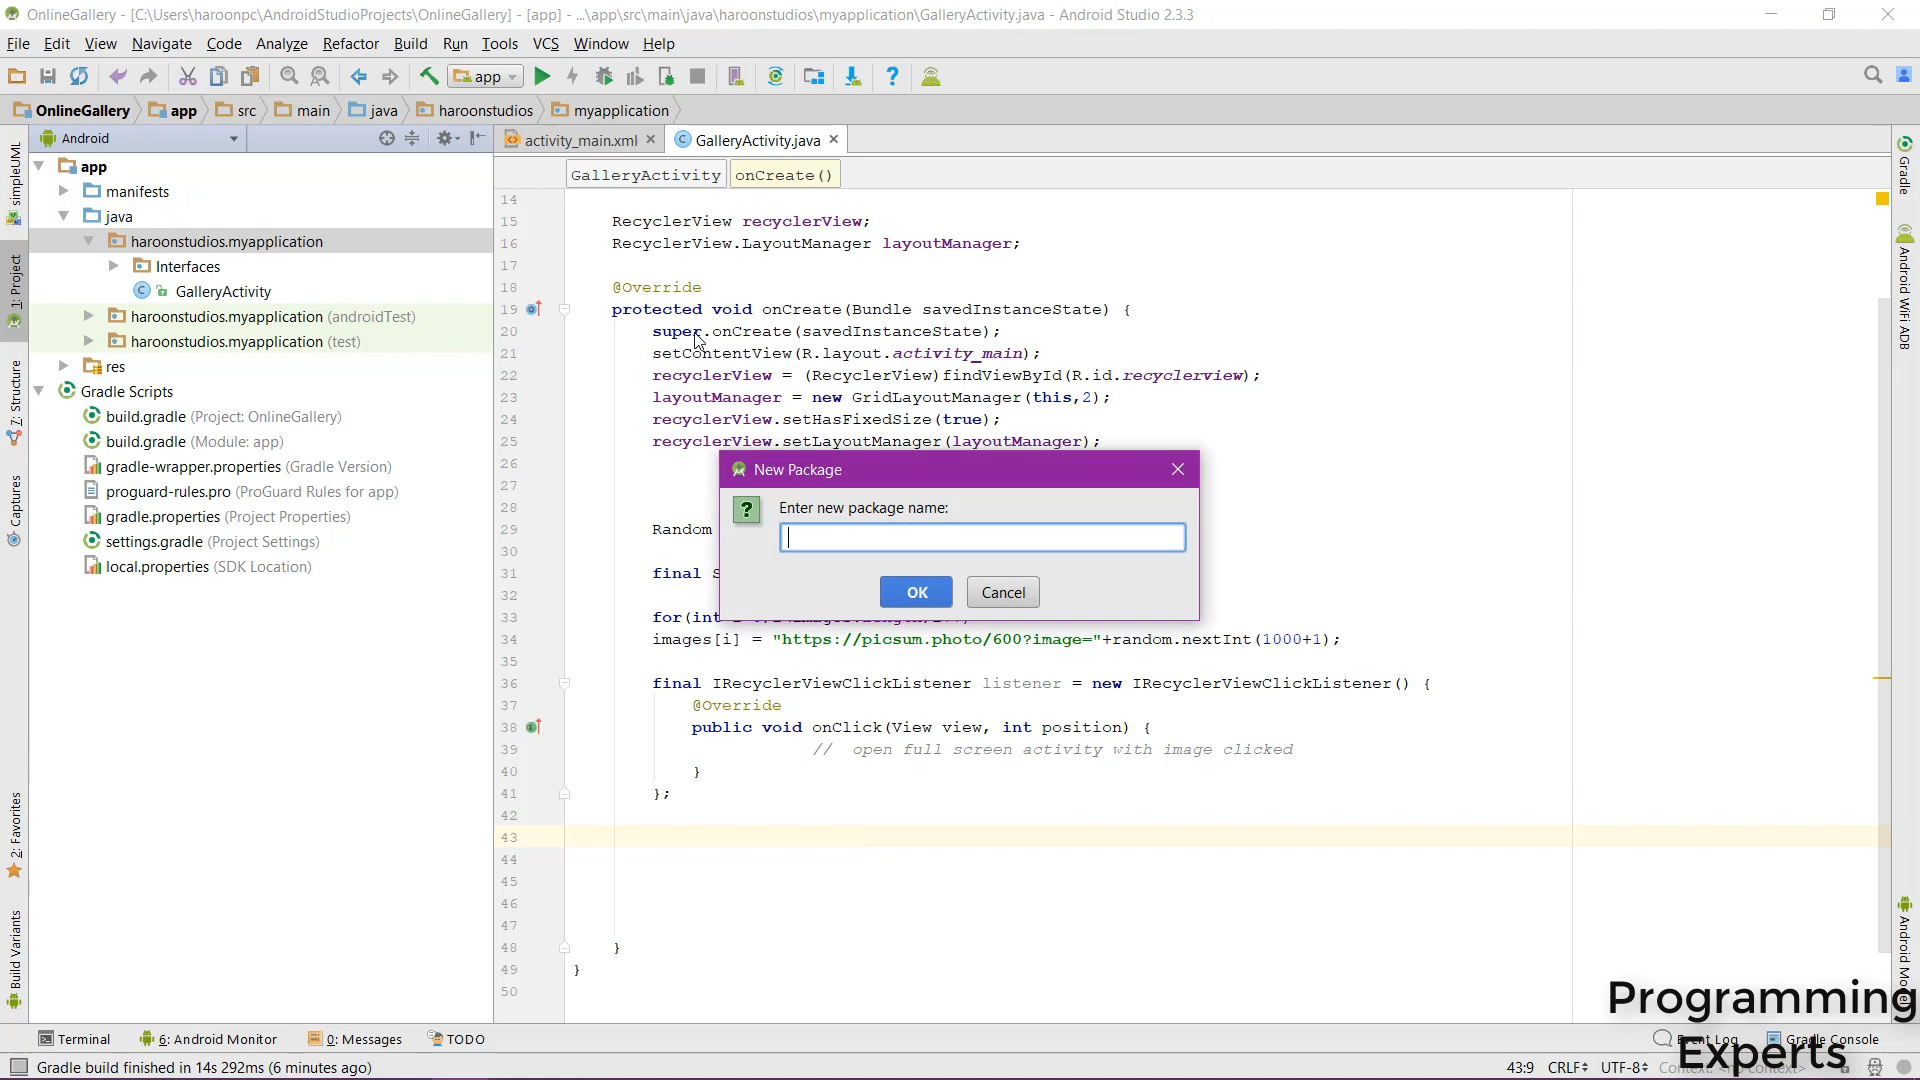 OnlineGallery - [C:\Users\haroonpc\AndroidStudioProjects\OnlineGallery] - [app] - ...\app\src\main\java\haroonstudios\myapplication\GalleryActivity.java - Android Studio 2.3.3
File Edit View Navigate Code Analyze Refactor Build Run Tools VCS Window Help
app
OnlineGallery app src main java haroonstudios myapplication
Android
activity_main.xml GalleryActivity.java
GalleryActivity onCreate()
simpleUML
1: Project
7: Structure
Captures
2: Favorites
Build Variants
app
manifests
java
haroonstudios.myapplication
Interfaces
GalleryActivity
haroonstudios.myapplication (androidTest)
haroonstudios.myapplication (test)
res
Gradle Scripts
build.gradle (Project: OnlineGallery)
build.gradle (Module: app)
gradle-wrapper.properties (Gradle Version)
proguard-rules.pro (ProGuard Rules for app)
gradle.properties (Project Properties)
settings.gradle (Project Settings)
local.properties (SDK Location)
14
15 RecyclerView recyclerView;
16 RecyclerView.LayoutManager layoutManager;
17
18 @Override
19 protected void onCreate(Bundle savedInstanceState) {
20 super.onCreate(savedInstanceState);
21 setContentView(R.layout.activity_main);
22 recyclerView = (RecyclerView)findViewById(R.id.recyclerview);
23 layoutManager = new GridLayoutManager(this,2);
24 recyclerView.setHasFixedSize(true);
25 recyclerView.setLayoutManager(layoutManager);
26
27
28
29 Random
30
31 final
32
33 for(int
34 images[i] = "https://picsum.photo/600?image="+random.nextInt(1000+1);
35
36 final IRecyclerViewClickListener listener = new IRecyclerViewClickListener() {
37 @Override
38 public void onClick(View view, int position) {
39 // open full screen activity with image clicked
40 }
41 };
42
43
44
45
46
47
48 }
49 }
50
New Package
Enter new package name:
OK Cancel
Gradle
Android WiFi ADB
Android Model
Programming
Experts
Terminal 6: Android Monitor 0: Messages TODO Event Log Gradle Console
Gradle build finished in 14s 292ms (6 minutes ago) 43:9 CRLF UTF-8 Context: <no context>